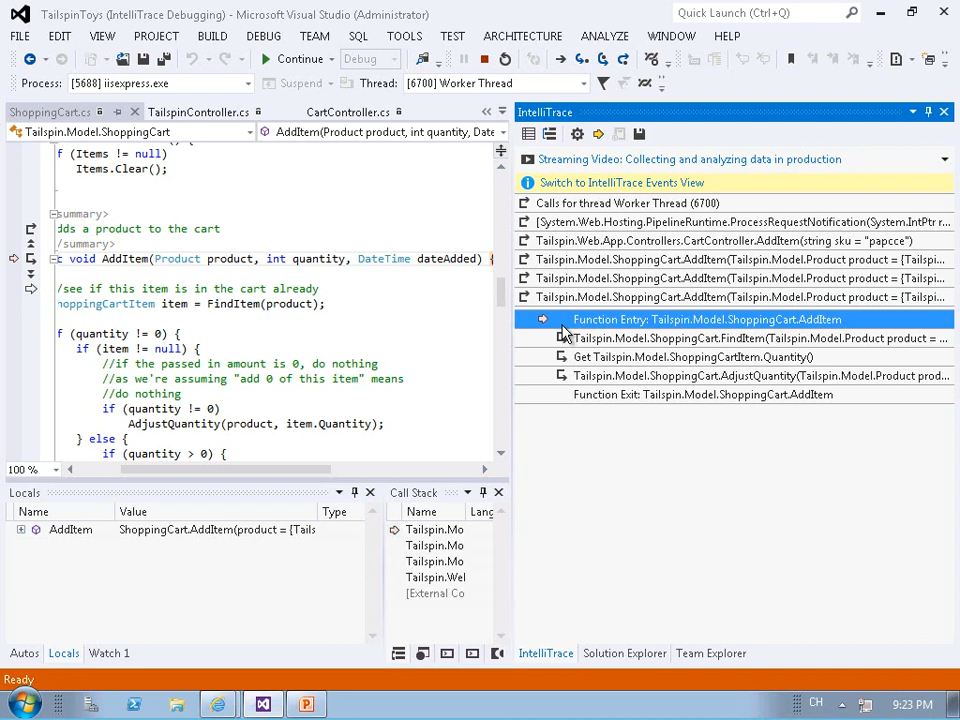 TailspinToys (IntelliTrace Debugging) - Microsoft Visual Studio (Administrator)
Quick Launch (Ctrl+Q)
FILE EDIT VIEW PROJECT BUILD DEBUG TEAM SQL TOOLS TEST ARCHITECTURE ANALYZE WINDOW HELP
Continue Debug
Process: [5688] iisexpress.exe Suspend Thread: [6700] Worker Thread
ShoppingCart.cs TailspinController.cs CartController.cs
Tailspin.Model.ShoppingCart AddItem(Product product, int quantity, Date
f (Items != null)
Items.Clear();
summary>
dds a product to the cart
/summary>
c void AddItem(Product product, int quantity, DateTime dateAdded) {
/see if this item is in the cart already
hoppingCartItem item = FindItem(product);
f (quantity != 0) {
if (item != null) {
//if the passed in amount is 0, do nothing
//as we're assuming "add 0 of this item" means
//do nothing
if (quantity != 0)
AdjustQuantity(product, item.Quantity);
} else {
if (quantity > 0) {
100 %
IntelliTrace
Streaming Video: Collecting and analyzing data in production
Switch to IntelliTrace Events View
Calls for thread Worker Thread (6700)
[System.Web.Hosting.PipelineRuntime.ProcessRequestNotification(System.IntPtr r...
Tailspin.Web.App.Controllers.CartController.AddItem(string sku = "papcce")
Tailspin.Model.ShoppingCart.AddItem(Tailspin.Model.Product product = {Tailspi...
Tailspin.Model.ShoppingCart.AddItem(Tailspin.Model.Product product = {Tailspi...
Tailspin.Model.ShoppingCart.AddItem(Tailspin.Model.Product product = {Tailspi...
Function Entry: Tailspin.Model.ShoppingCart.AddItem
Tailspin.Model.ShoppingCart.FindItem(Tailspin.Model.Product product = ...
Get Tailspin.Model.ShoppingCartItem.Quantity()
Tailspin.Model.ShoppingCart.AdjustQuantity(Tailspin.Model.Product prod...
Function Exit: Tailspin.Model.ShoppingCart.AddItem
Locals
Name Value Type
AddItem ShoppingCart.AddItem(product = {Tails
Call Stack
Name Lang
Tailspin.Mo
Tailspin.Mo
Tailspin.Mo
Tailspin.Wel
[External Co
Autos Locals Watch 1
IntelliTrace Solution Explorer Team Explorer
Ready
CH 9:23 PM